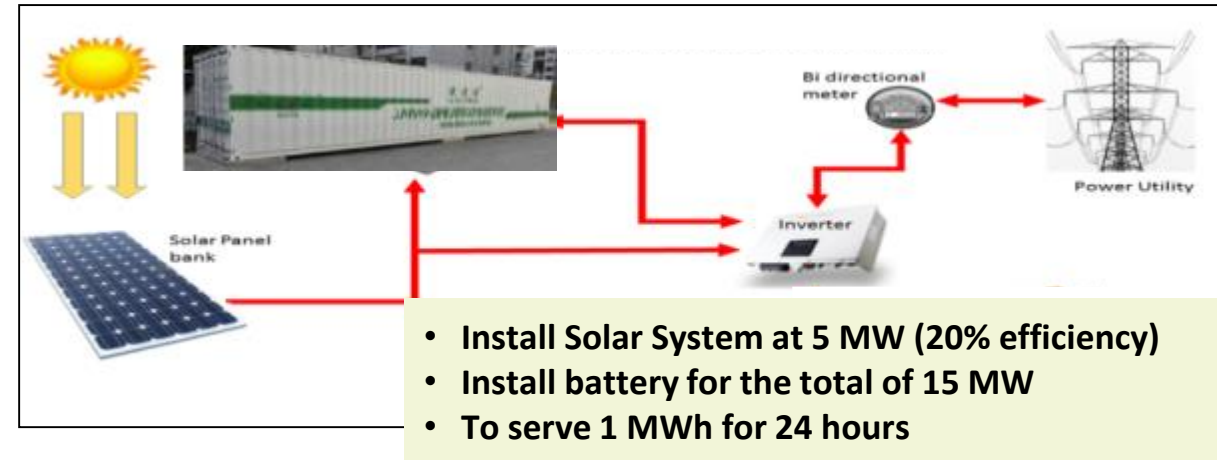 Bi directional
meter
Power Utility
Inverter
Solar Panel
bank
• Install Solar System at 5 MW (20% efficiency)
• Install battery for the total of 15 MW
• To serve 1 MWh for 24 hours